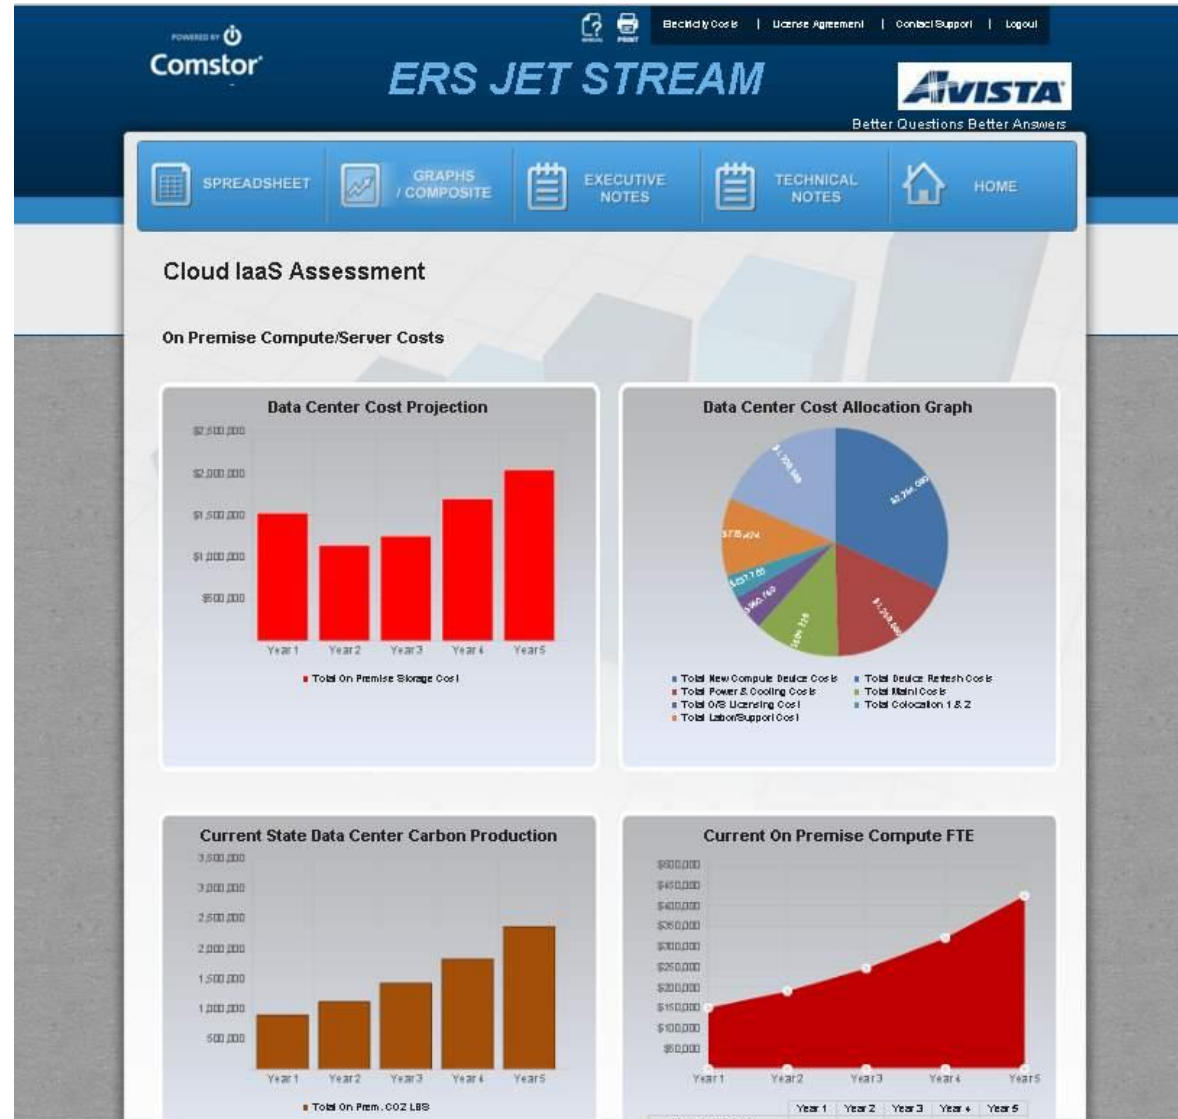 POWERED BY
Comstor
MANUAL
PRINT
Electricity Costs | License Agreement | Contact Support | Logout
ERS JET STREAM
AVISTA
Better Questions Better Answers
SPREADSHEET
GRAPHS
/ COMPOSITE
EXECUTIVE
NOTES
TECHNICAL
NOTES
HOME
Cloud IaaS Assessment
On Premise Compute/Server Costs
Data Center Cost Projection
$2,500,000
$2,000,000
$1,500,000
$1,000,000
$500,000
Year 1 Year 2 Year 3 Year 4 Year 5
Total On Premise Storage Cost
Data Center Cost Allocation Graph
Total New Compute Device Costs
Total Device Refresh Costs
Total Power & Cooling Costs
Total Maint Costs
Total O/S Licensing Cost
Total Colocation 1 & 2
Total Labor/Support Cost
Current State Data Center Carbon Production
3,500,000
3,000,000
2,500,000
2,000,000
1,500,000
1,000,000
500,000
Year 1 Year 2 Year 3 Year 4 Year 5
Total On Prem. CO2 LBS
Current On Premise Compute FTE
$500,000
$450,000
$400,000
$350,000
$300,000
$250,000
$200,000
$150,000
$100,000
$50,000
Year 1 Year 2 Year 3 Year 4 Year 5
Year 1 Year 2 Year 3 Year 4 Year 5